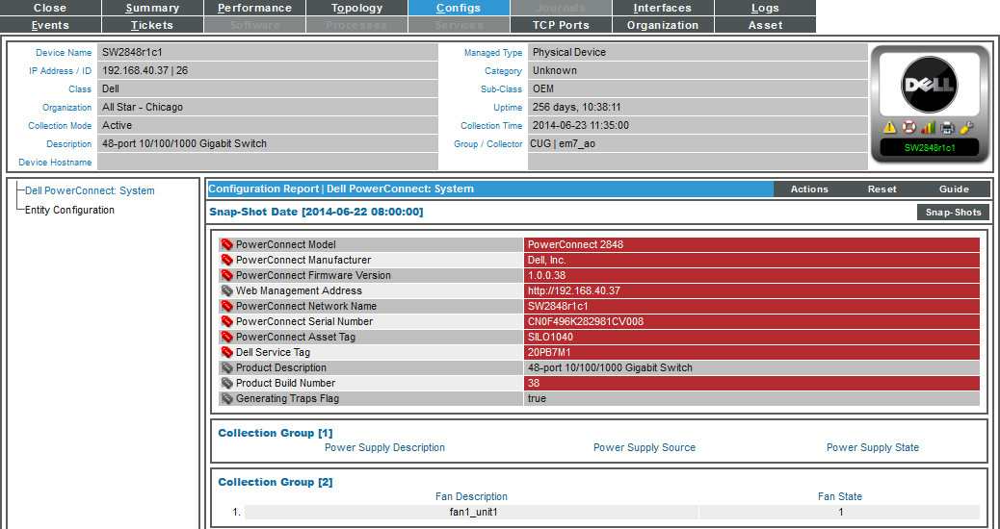 Close Summary Performance Topology Configs Journals Interfaces Logs
Events Tickets Software Processes Services TCP Ports Organization Asset
Device Name SW2848r1c1 Managed Type Physical Device
IP Address / ID 192.168.40.37 | 26 Category Unknown
Class Dell Sub-Class OEM
Organization All Star - Chicago Uptime 256 days, 10:38:11
Collection Mode Active Collection Time 2014-06-23 11:35:00
Description 48-port 10/100/1000 Gigabit Switch Group / Collector CUG | em7_ao
Device Hostname
DELL
SW2848r1c1
Dell PowerConnect: System
Entity Configuration
Configuration Report | Dell PowerConnect: System Actions Reset Guide
Snap-Shot Date [2014-06-22 08:00:00] Snap-Shots
PowerConnect Model PowerConnect 2848
PowerConnect Manufacturer Dell, Inc.
PowerConnect Firmware Version 1.0.0.38
Web Management Address http://192.168.40.37
PowerConnect Network Name SW2848r1c1
PowerConnect Serial Number CN0F496K282981CV008
PowerConnect Asset Tag SILO1040
Dell Service Tag 20PB7M1
Product Description 48-port 10/100/1000 Gigabit Switch
Product Build Number 38
Generating Traps Flag true
Collection Group [1]
Power Supply Description Power Supply Source Power Supply State
Collection Group [2]
Fan Description Fan State
1. fan1_unit1 1